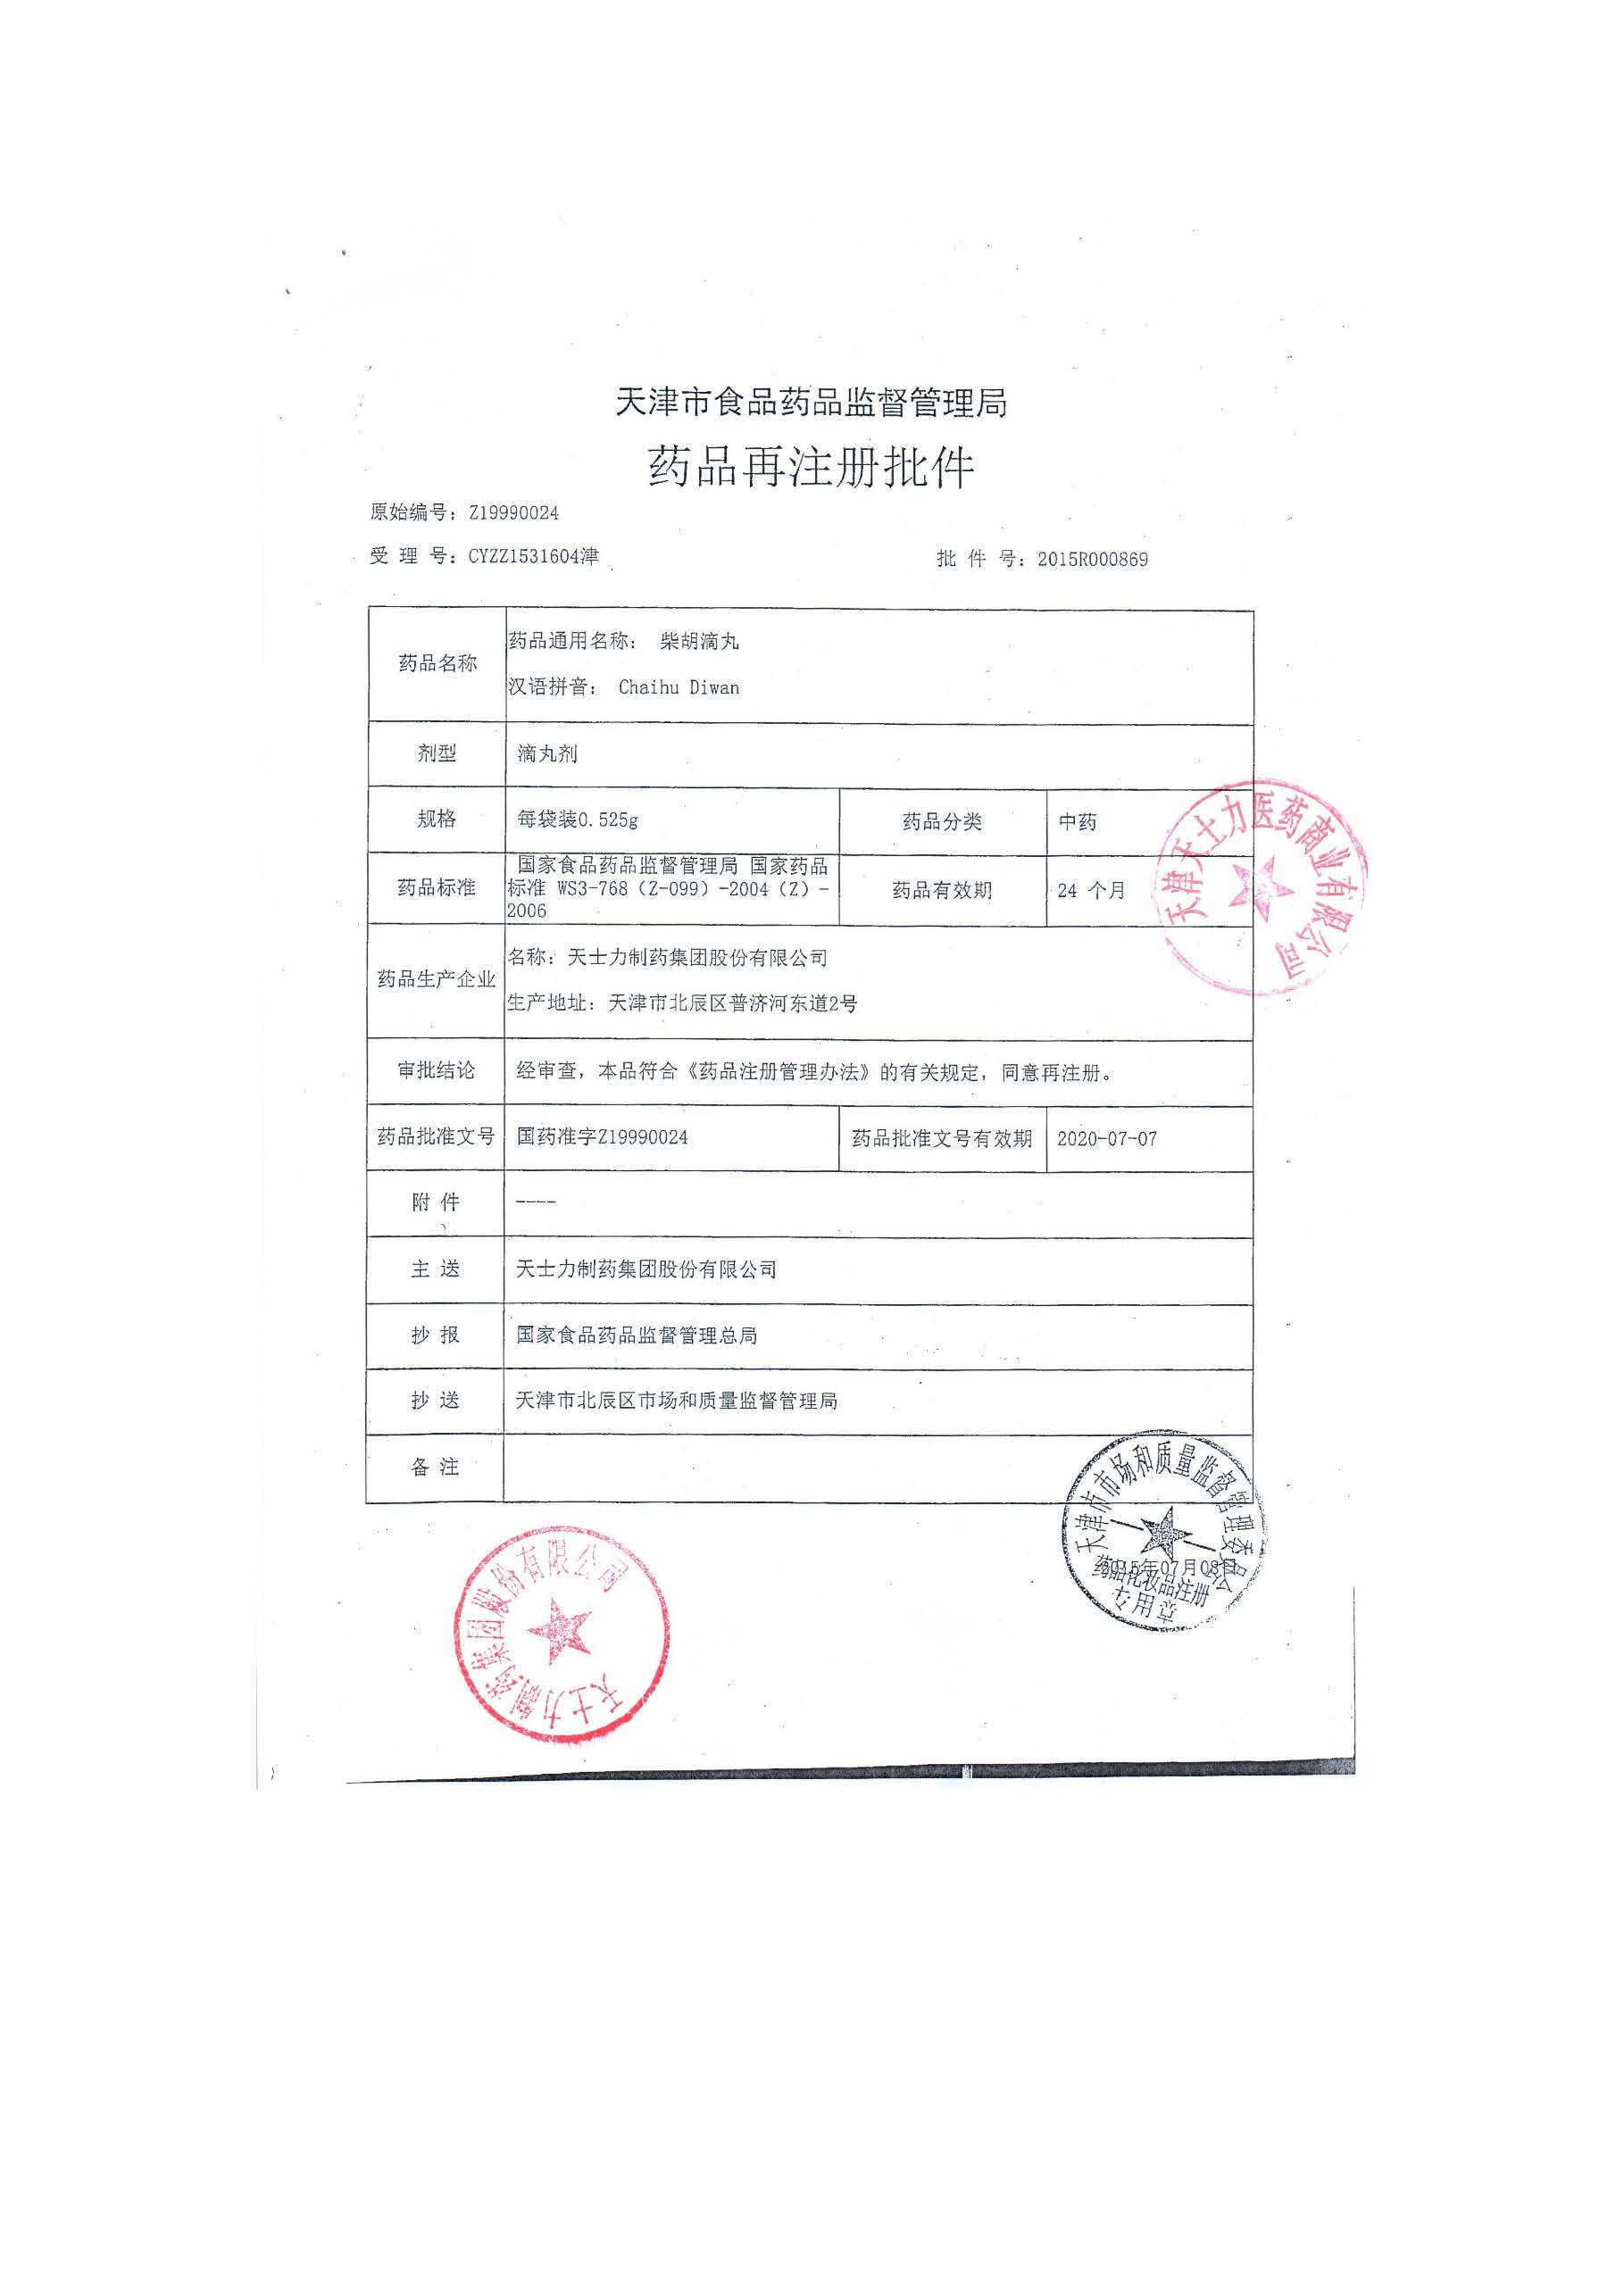 天津市食品药品监督管理局
药品再注册批件
原始编号：Z19990024
受 理 号：CYZZ1531604津
批 件 号：2015R000869
药品名称
药品通用名称： 柴胡滴丸
汉语拼音： Chaihu Diwan
剂型
滴丸剂
规格
每袋装0.525g
药品分类
中药
药品标准
国家食品药品监督管理局 国家药品
标准 WS3-768（Z-099）-2004（Z）-
2006
药品有效期
24 个月
药品生产企业
名称：天士力制药集团股份有限公司
生产地址：天津市北辰区普济河东道2号
审批结论
经审查，本品符合《药品注册管理办法》的有关规定，同意再注册。
药品批准文号
国药准字Z19990024
药品批准文号有效期
2020-07-07
附 件
----
主 送
天士力制药集团股份有限公司
抄 报
国家食品药品监督管理总局
抄 送
天津市北辰区市场和质量监督管理局
备 注
天津天士力医药商业有限公司
天士力制药集团股份有限公司
天津市市场和质量监督管理委员会
2015年07月08日
药品化妆品注册
专用章